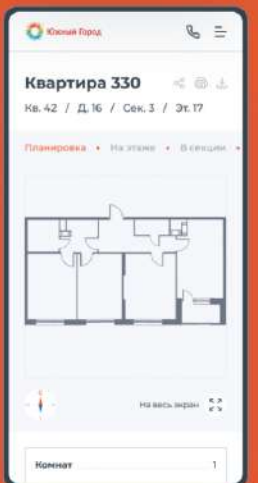 Южный Город
Квартира 330
Кв. 42 / Д. 16 / Сек. 3 / Эт. 17
Планировка • На этаже • В секции •
На весь экран
Комнат 1